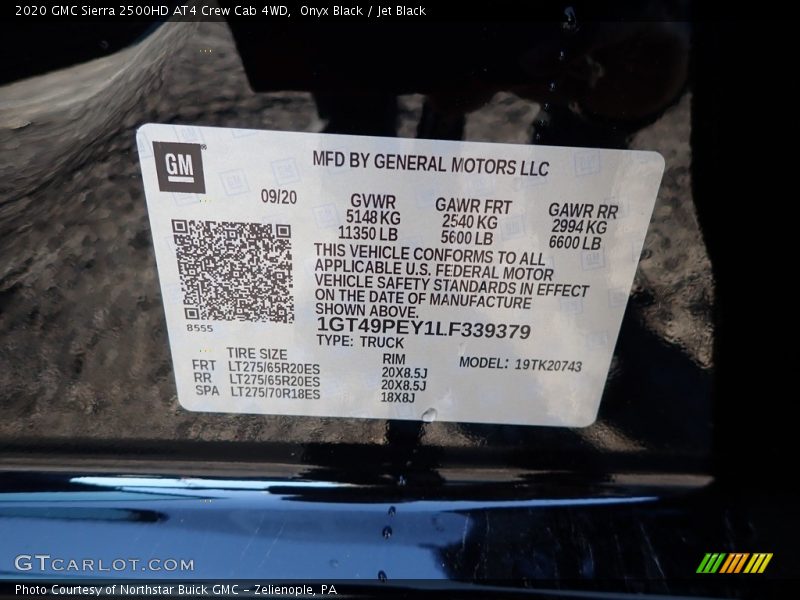 2020 GMC Sierra 2500HD AT4 Crew Cab 4WD, Onyx Black / Jet Black
GM
MFD BY GENERAL MOTORS LLC
09/20
GVWR
5148 KG
11350 LB
GAWR FRT
2540 KG
5600 LB
GAWR RR
2994 KG
6600 LB
THIS VEHICLE CONFORMS TO ALL
APPLICABLE U.S. FEDERAL MOTOR
VEHICLE SAFETY STANDARDS IN EFFECT
ON THE DATE OF MANUFACTURE
SHOWN ABOVE.
8555
1GT49PEY1LF339379
TYPE: TRUCK
TIRE SIZE RIM MODEL: 19TK20743
FRT LT275/65R20ES 20X8.5J
RR LT275/65R20ES 20X8.5J
SPA LT275/70R18ES 18X8J
GTCARLOT.COM
Photo Courtesy of Northstar Buick GMC - Zelienople, PA